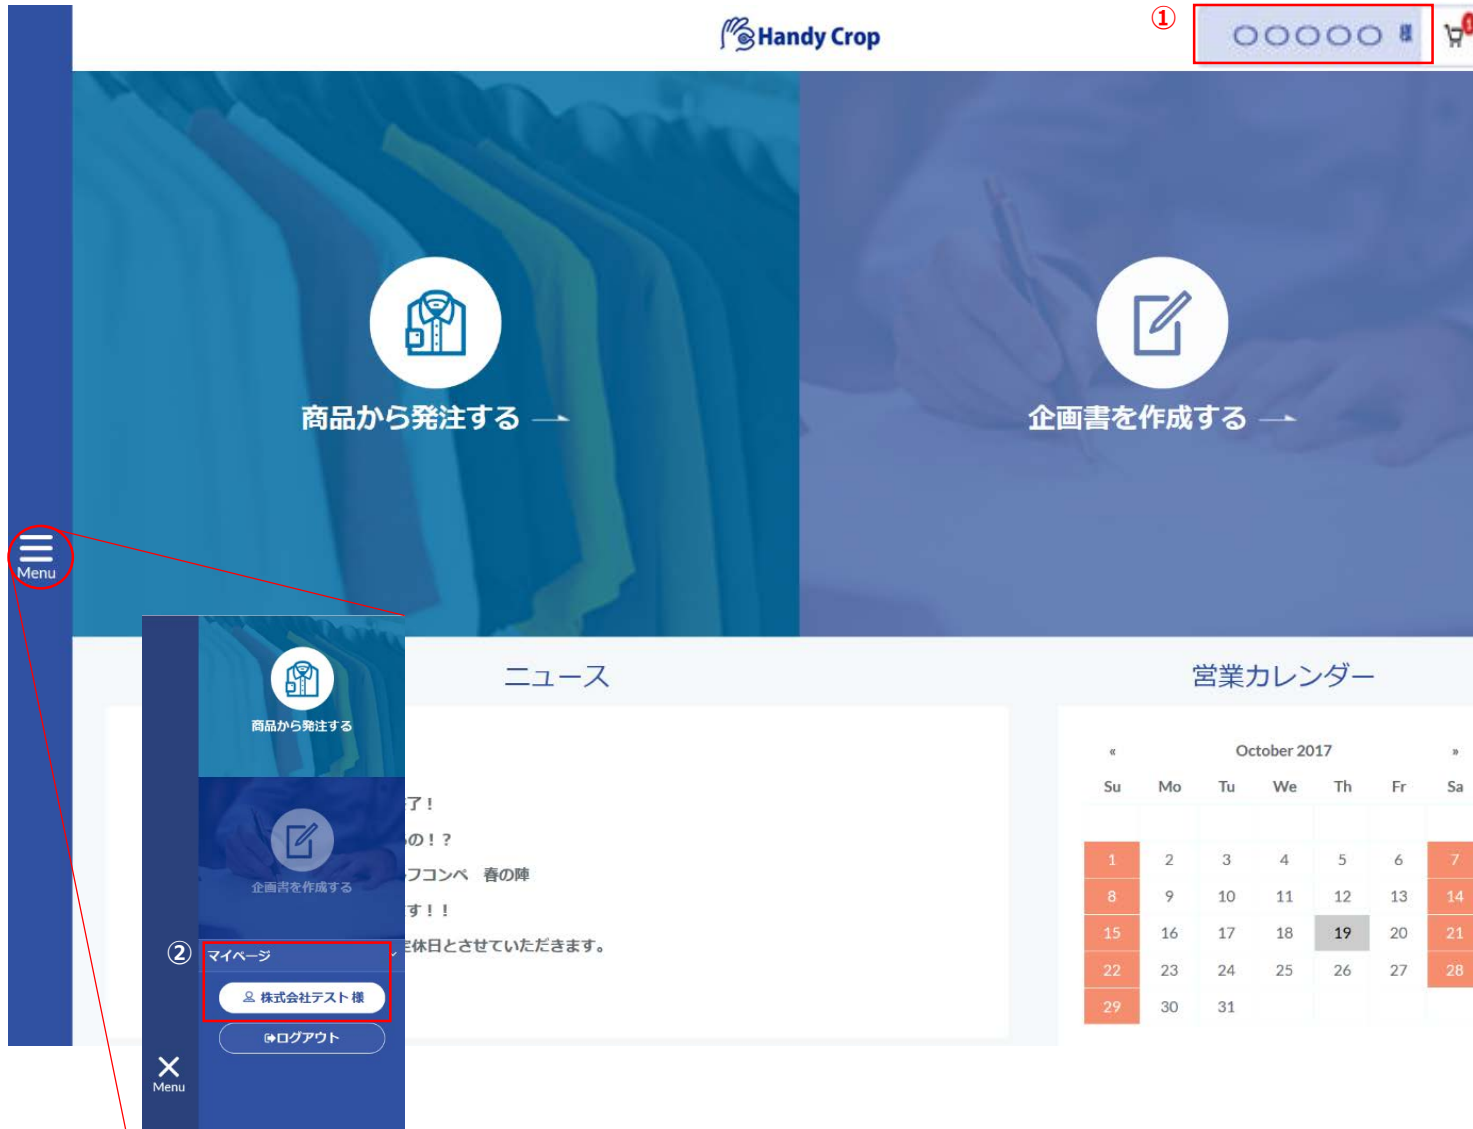 ①
Handy Crop
〇〇〇〇〇 様
商品から発注する
企画書を作成する
Menu
商品から発注する
企画書を作成する
②
マイページ
株式会社テスト 様
ログアウト
Menu
ニュース
了！
の！？
フコンペ 春の陣
す！！
休日とさせていただきます。
営業カレンダー
« October 2017 »
Su Mo Tu We Th Fr Sa
1 2 3 4 5 6 7
8 9 10 11 12 13 14
15 16 17 18 19 20 21
22 23 24 25 26 27 28
29 30 31